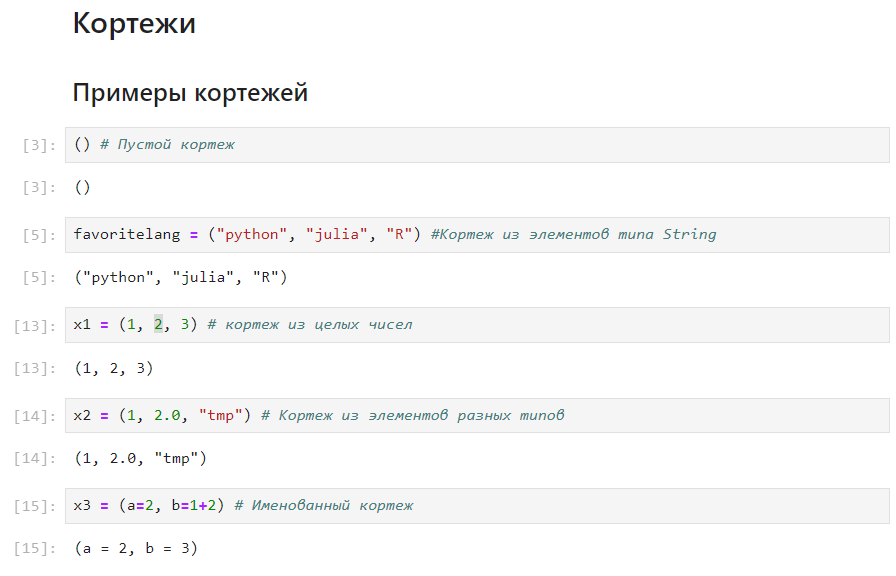 Кортежи
Примеры кортежей
[3]: () # Пустой кортеж
[3]: ()
[5]: favoritelang = ("python", "julia", "R") #Кортеж из элементов типа String
[5]: ("python", "julia", "R")
[13]: x1 = (1, 2, 3) # кортеж из целых чисел
[13]: (1, 2, 3)
[14]: x2 = (1, 2.0, "tmp") # Кортеж из элементов разных типов
[14]: (1, 2.0, "tmp")
[15]: x3 = (a=2, b=1+2) # Именованный кортеж
[15]: (a = 2, b = 3)